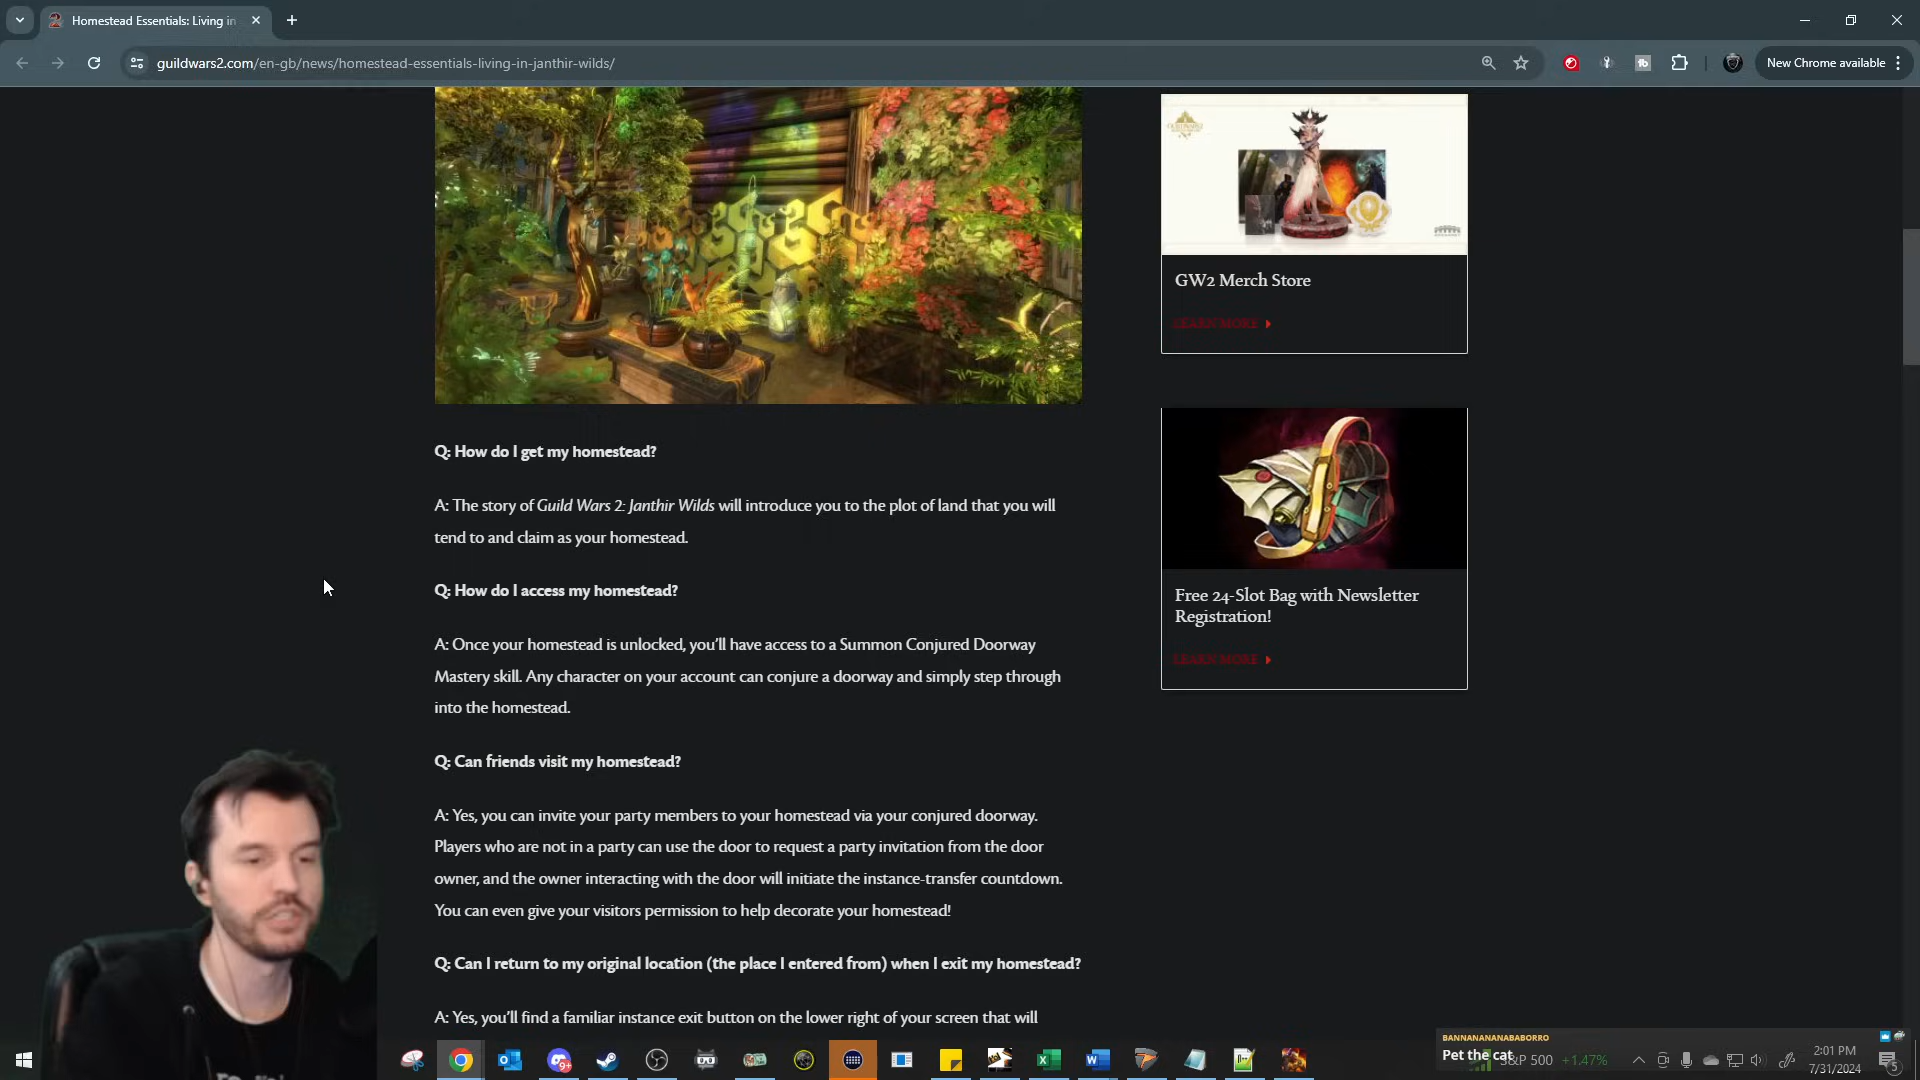 Homestead Essentials: Living in
guildwars2.com/en-gb/news/homestead-essentials-living-in-janthir-wilds/
New Chrome available
Q: How do I get my homestead?
A: The story of Guild Wars 2: Janthir Wilds will introduce you to the plot of land that you will
tend to and claim as your homestead.
Q: How do I access my homestead?
A: Once your homestead is unlocked, you’ll have access to a Summon Conjured Doorway
Mastery skill. Any character on your account can conjure a doorway and simply step through
into the homestead.
Q: Can friends visit my homestead?
A: Yes, you can invite your party members to your homestead via your conjured doorway.
Players who are not in a party can use the door to request a party invitation from the door
owner, and the owner interacting with the door will initiate the instance-transfer countdown.
You can even give your visitors permission to help decorate your homestead!
Q: Can I return to my original location (the place I entered from) when I exit my homestead?
A: Yes, you’ll find a familiar instance exit button on the lower right of your screen that will
GW2 Merch Store
LEARN MORE
Free 24-Slot Bag with Newsletter
Registration!
LEARN MORE
BANNANANANABABORRO
Pet the cat
S&P 500 +1.47%
2:01 PM
7/31/2024
5